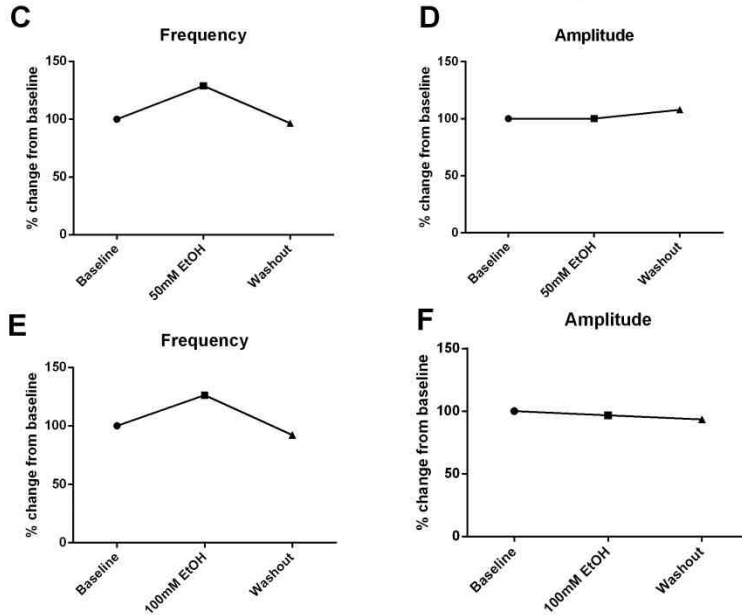 C
Frequency
% change from baseline
150
100
50
0
Baseline
50mM EtOH
Washout
D
Amplitude
% change from baseline
150
100
50
0
Baseline
50mM EtOH
Washout
E
Frequency
% change from baseline
150
100
50
0
Baseline
100mM EtOH
Washout
F
Amplitude
% change from baseline
150
100
50
0
Baseline
100mM EtOH
Washout